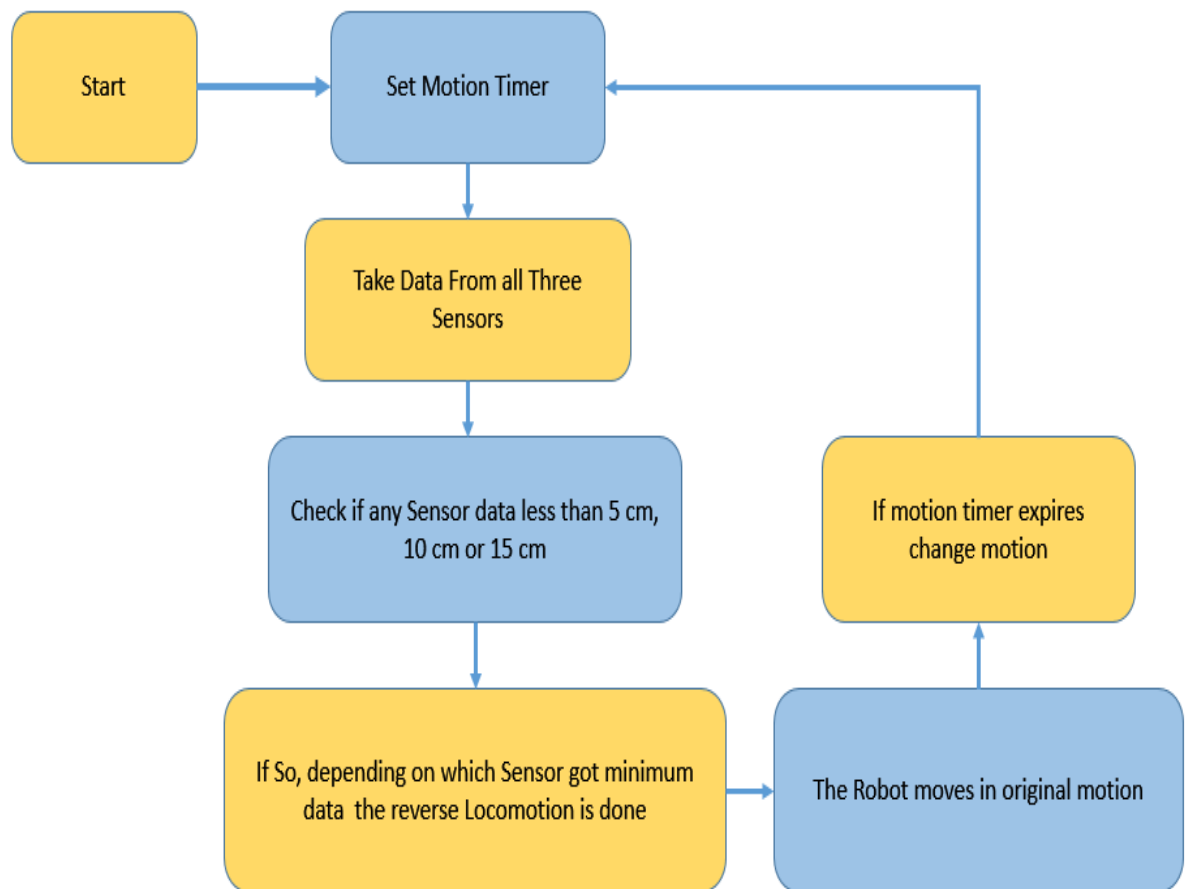 Start
Set Motion Timer
Take Data From all Three
Sensors
Check if any Sensor data less than 5 cm,
10 cm or 15 cm
If motion timer expires
change motion
If So, depending on which Sensor got minimum
data the reverse Locomotion is done
The Robot moves in original motion